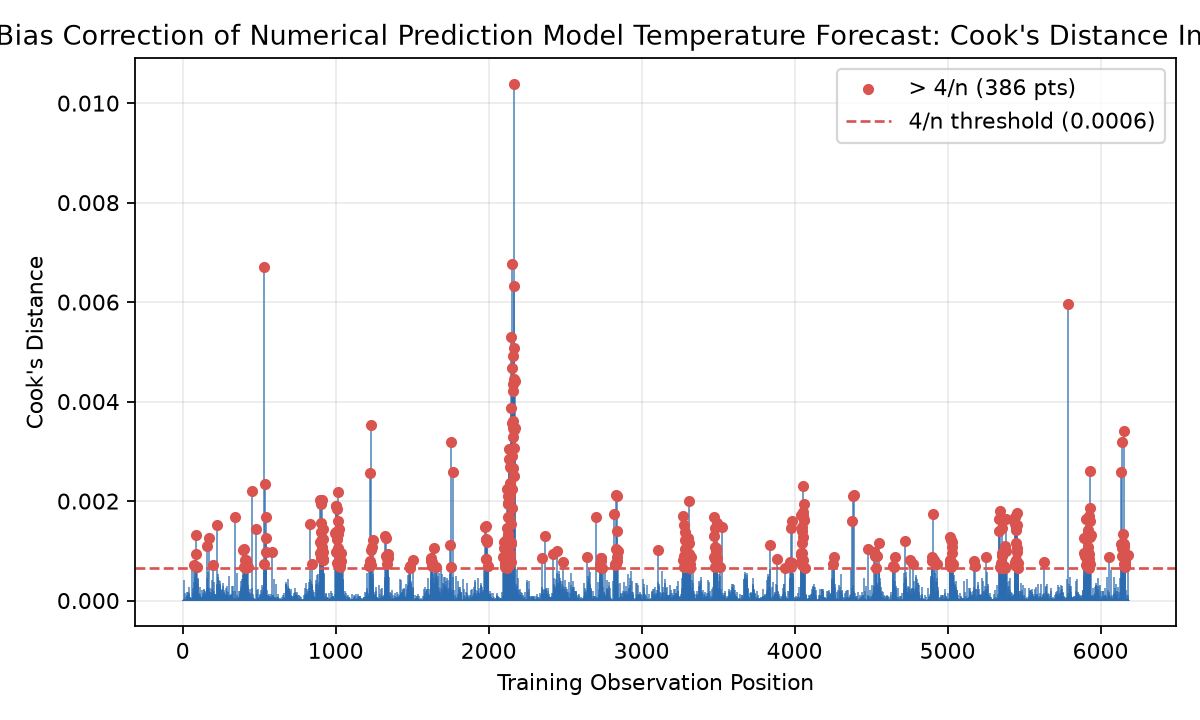 Bias Correction of Numerical Prediction Model Temperature Forecast: Cook's Distance In
> 4/n (386 pts)
4/n threshold (0.0006)
0.010
0.008
0.006
0.004
0.002
0.000
Cook's Distance
0 1000 2000 3000 4000 5000 6000
Training Observation Position